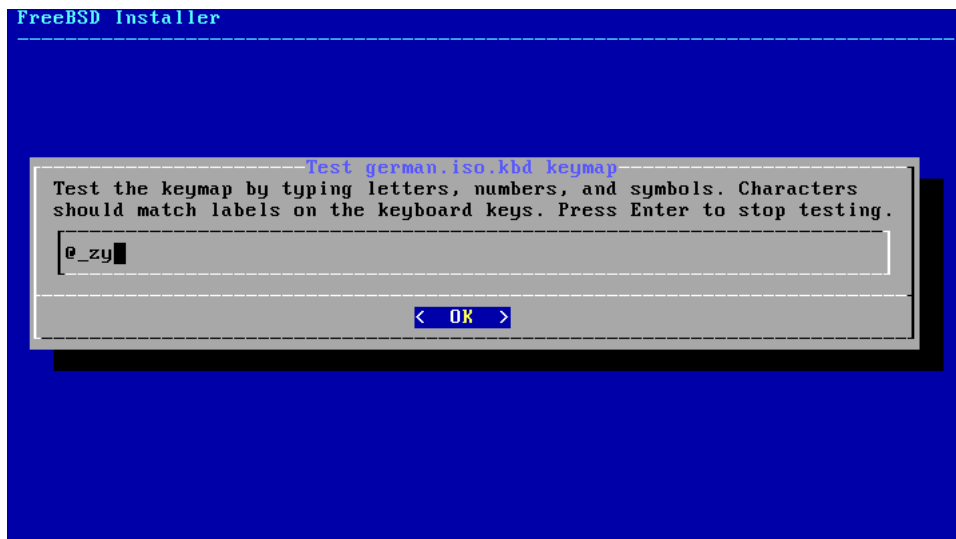 FreeBSD Installer
Test german.iso.kbd keymap
Test the keymap by typing letters, numbers, and symbols. Characters
should match labels on the keyboard keys. Press Enter to stop testing.
@_zy
< OK >